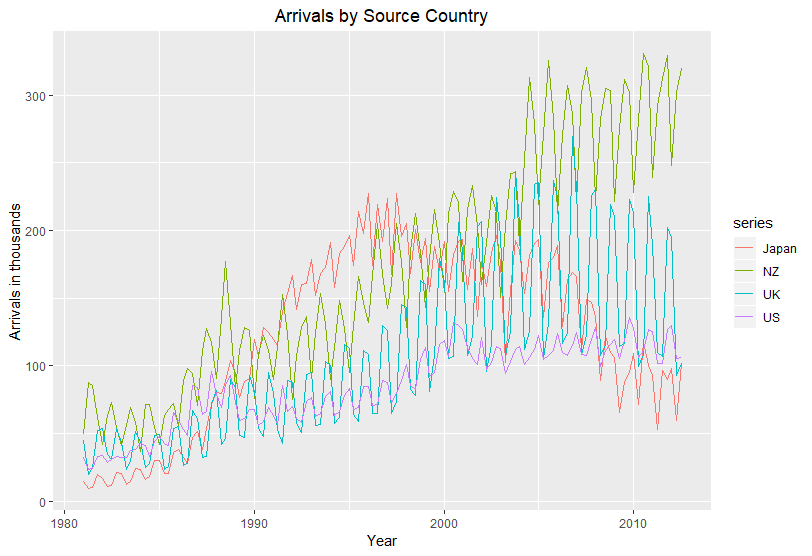 Arrivals by Source Country
Arrivals in thousands
300
200
100
0
1980
1990
2000
2010
Year
series
Japan
NZ
UK
US